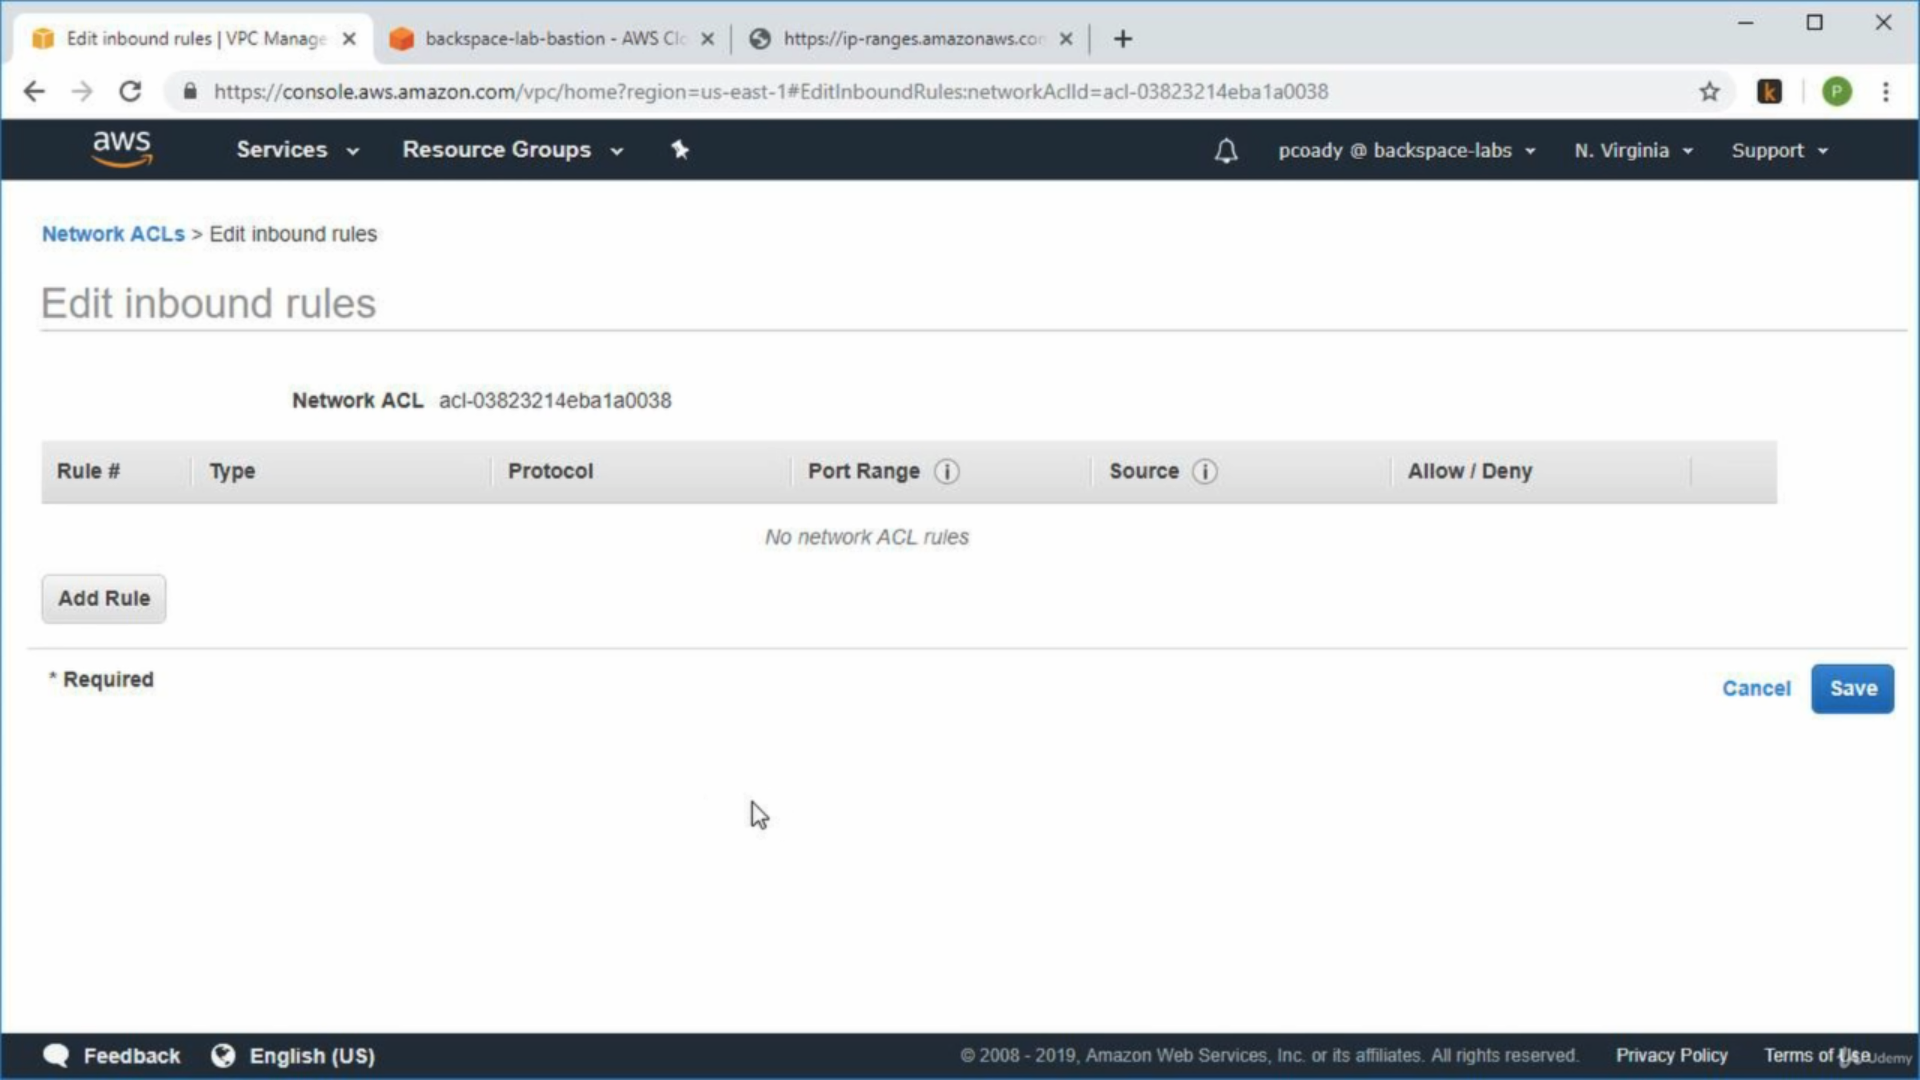 Edit inbound rules | VPC Manage
backspace-lab-bastion - AWS Clo
https://ip-ranges.amazonaws.com
https://console.aws.amazon.com/vpc/home?region=us-east-1#EditInboundRules:networkAclId=acl-03823214eba1a0038
k
P
aws Services Resource Groups pcoady @ backspace-labs N. Virginia Support
Network ACLs > Edit inbound rules
Edit inbound rules
Network ACL acl-03823214eba1a0038
Rule # Type Protocol Port Range i Source i Allow / Deny
No network ACL rules
Add Rule
* Required
Cancel Save
Feedback English (US) © 2008 - 2019, Amazon Web Services, Inc. or its affiliates. All rights reserved. Privacy Policy Terms of Use
Udemy